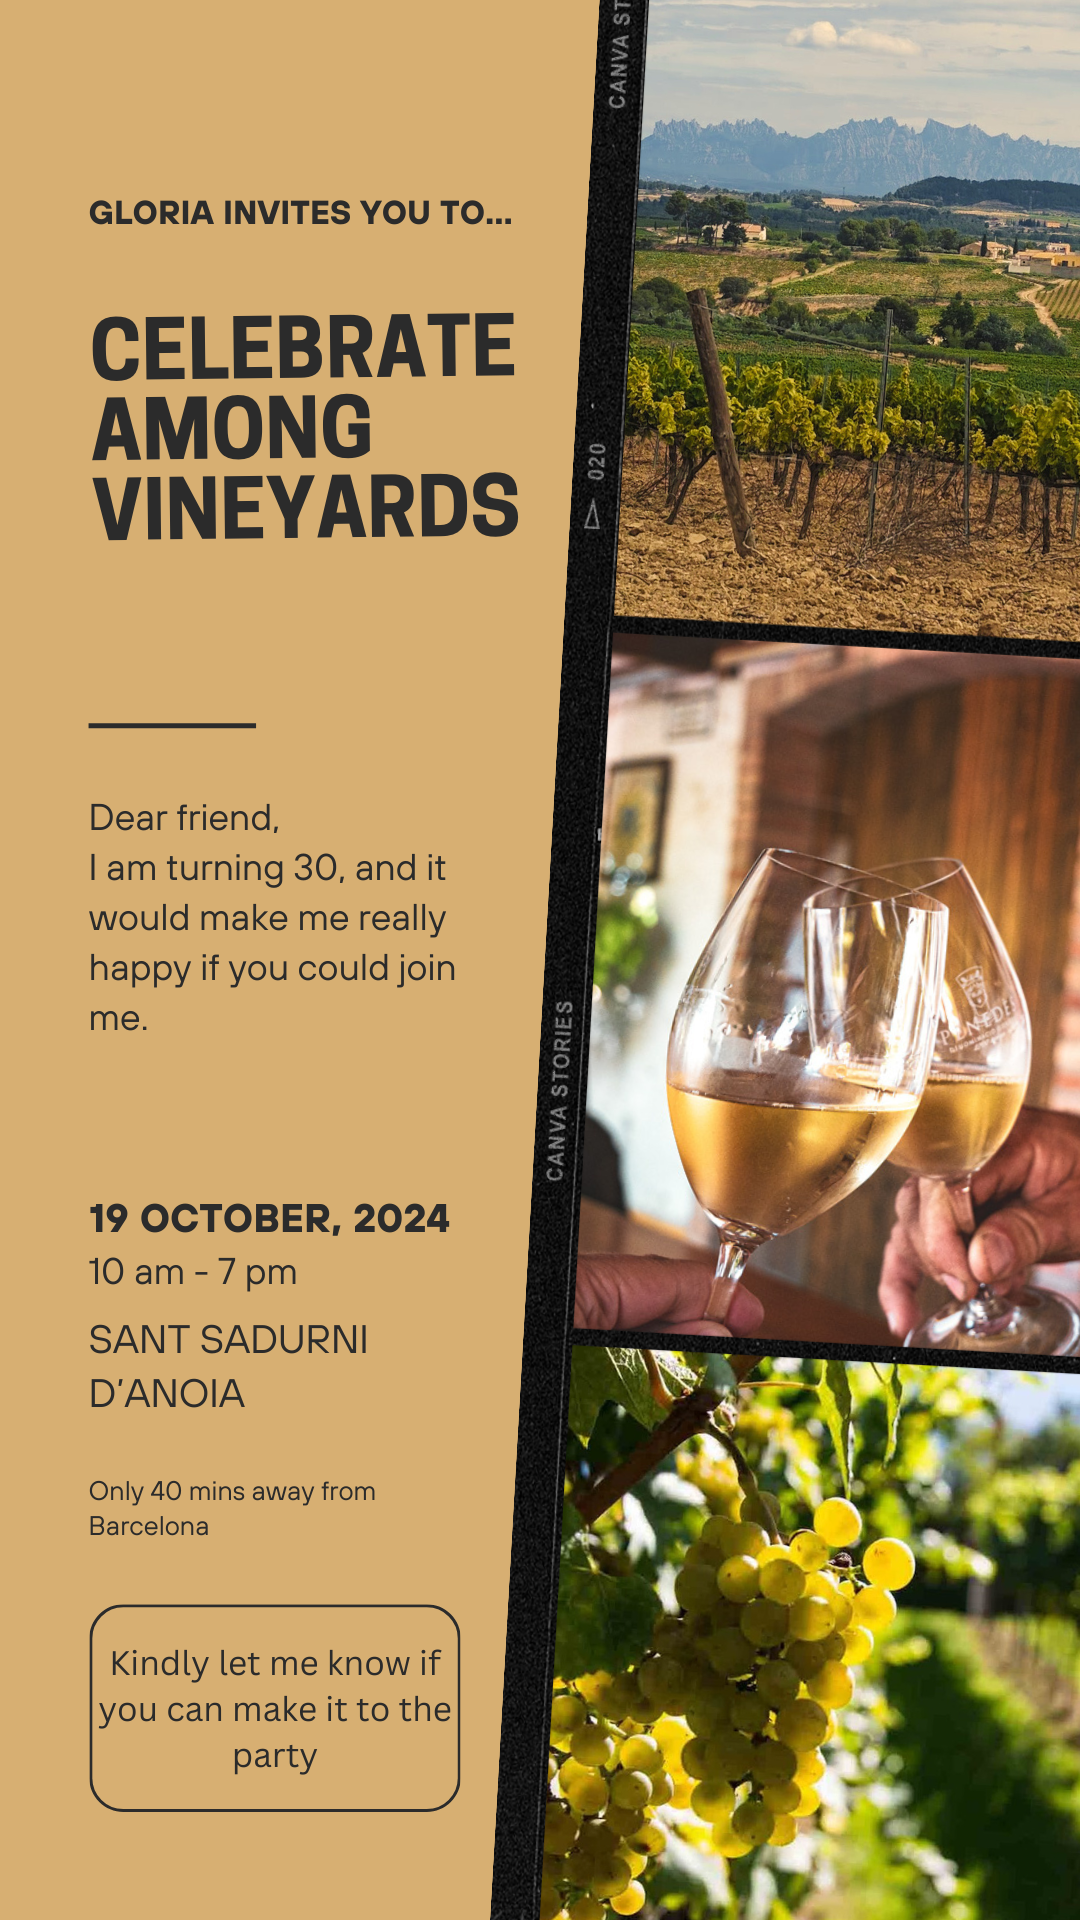 GLORIA INVITES YOU TO...
CELEBRATE
AMONG
VINEYARDS
Dear friend,
I am turning 30, and it
would make me really
happy if you could join
me.
19 OCTOBER, 2024
10 am - 7 pm
SANT SADURNI
D'ANOIA
Only 40 mins away from
Barcelona
Kindly let me know if
you can make it to the
party
CANVA ST
020
CANVA STORIES